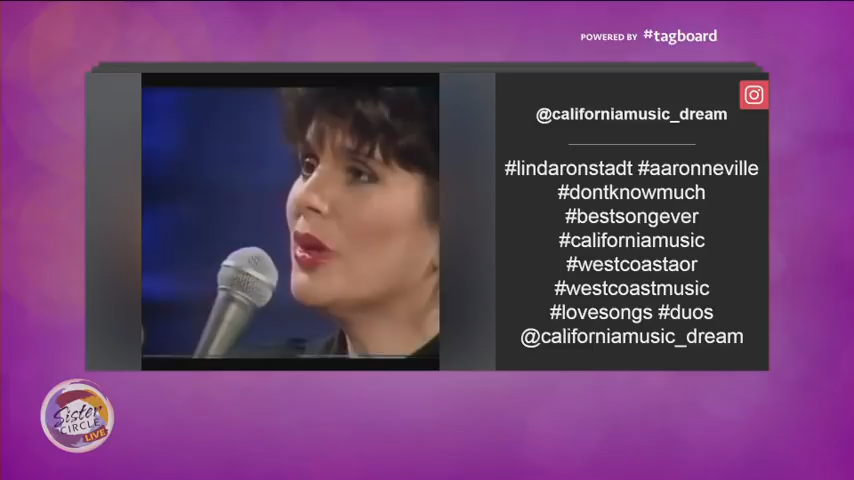 POWERED BY #tagboard
@californiamusic_dream
#lindaronstadt #aaronneville
#dontknowmuch
#bestsongever
#californiamusic
#westcoastaor
#westcoastmusic
#lovesongs #duos
@californiamusic_dream
Sister
CIRCLE
LIVE